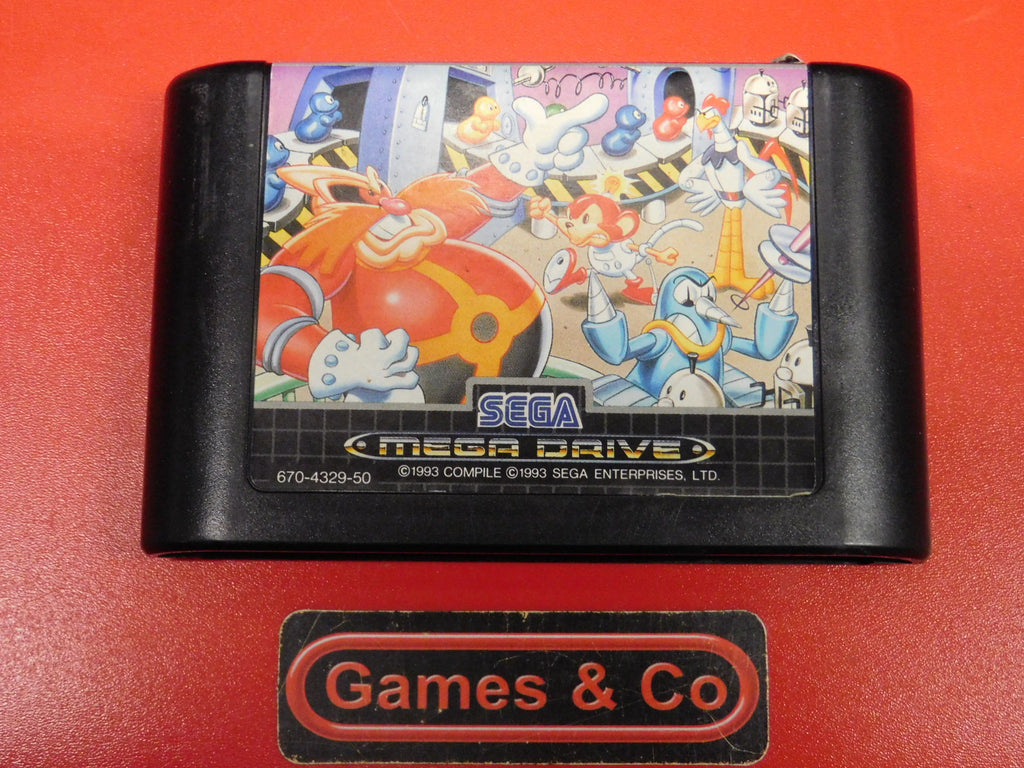 SEGA
MEGA DRIVE
670-4329-50 ©1993 COMPILE ©1993 SEGA ENTERPRISES, LTD.
Games & Co